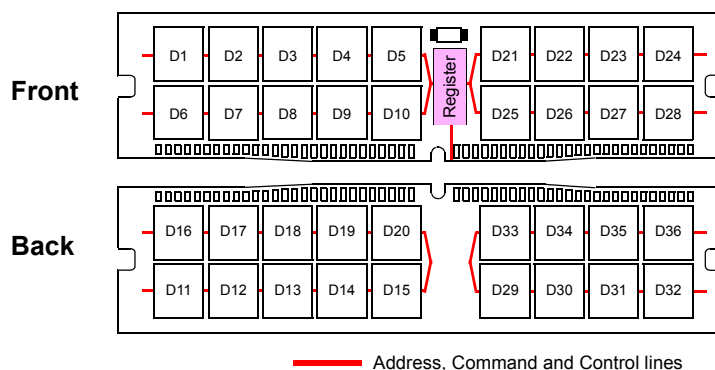 D1 D2 D3 D4 D5 D21 D22 D23 D24
Register
Front
D6 D7 D8 D9 D10 D25 D26 D27 D28
D16 D17 D18 D19 D20 D33 D34 D35 D36
Back
D11 D12 D13 D14 D15 D29 D30 D31 D32
Address, Command and Control lines